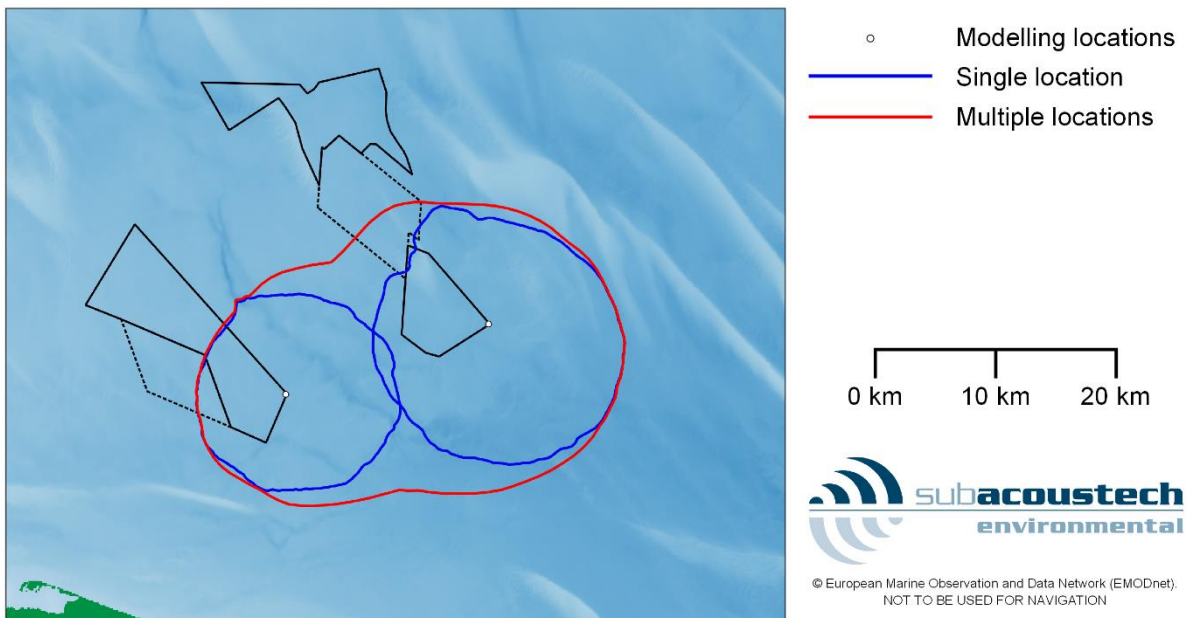 Modelling locations
Single location
Multiple locations
0 km 10 km 20 km
subacoustech
environmental
© European Marine Observation and Data Network (EMODnet).
NOT TO BE USED FOR NAVIGATION